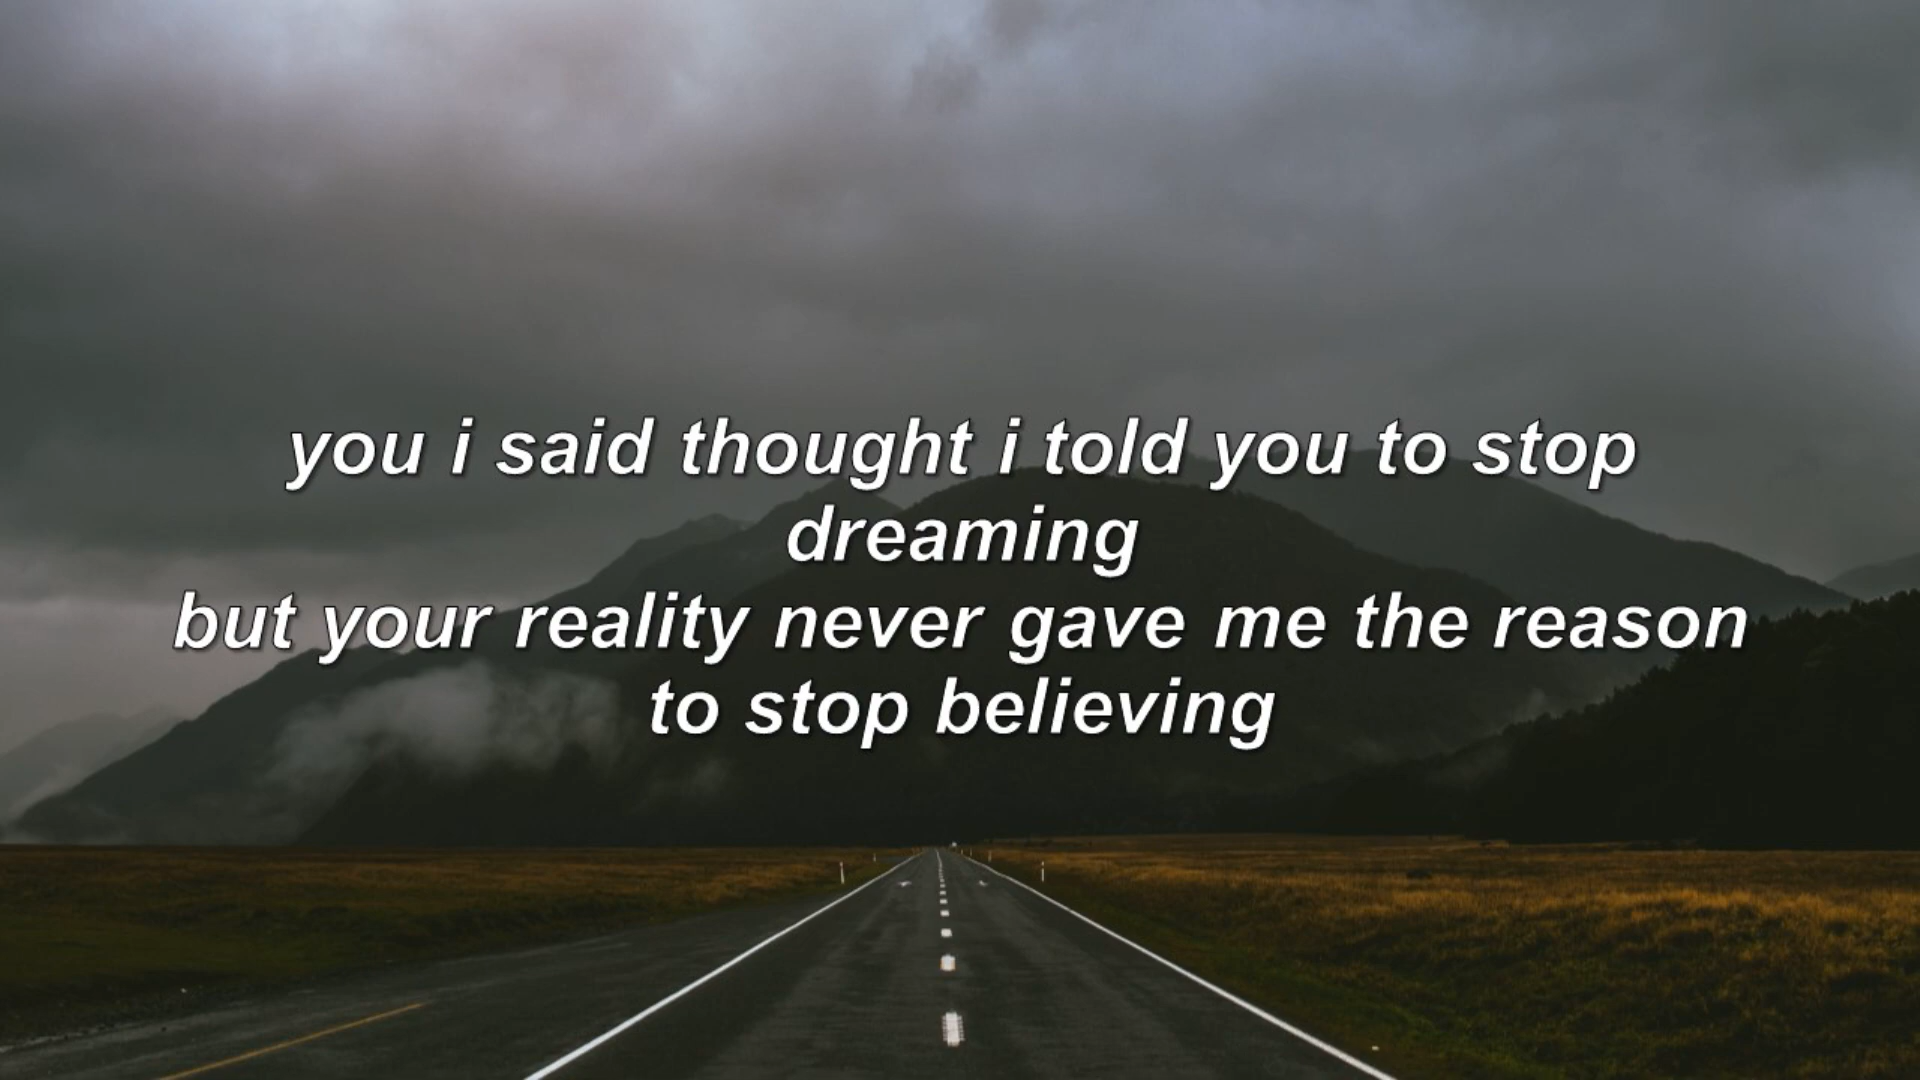 you i said thought i told you to stop
dreaming
but your reality never gave me the reason
to stop believing